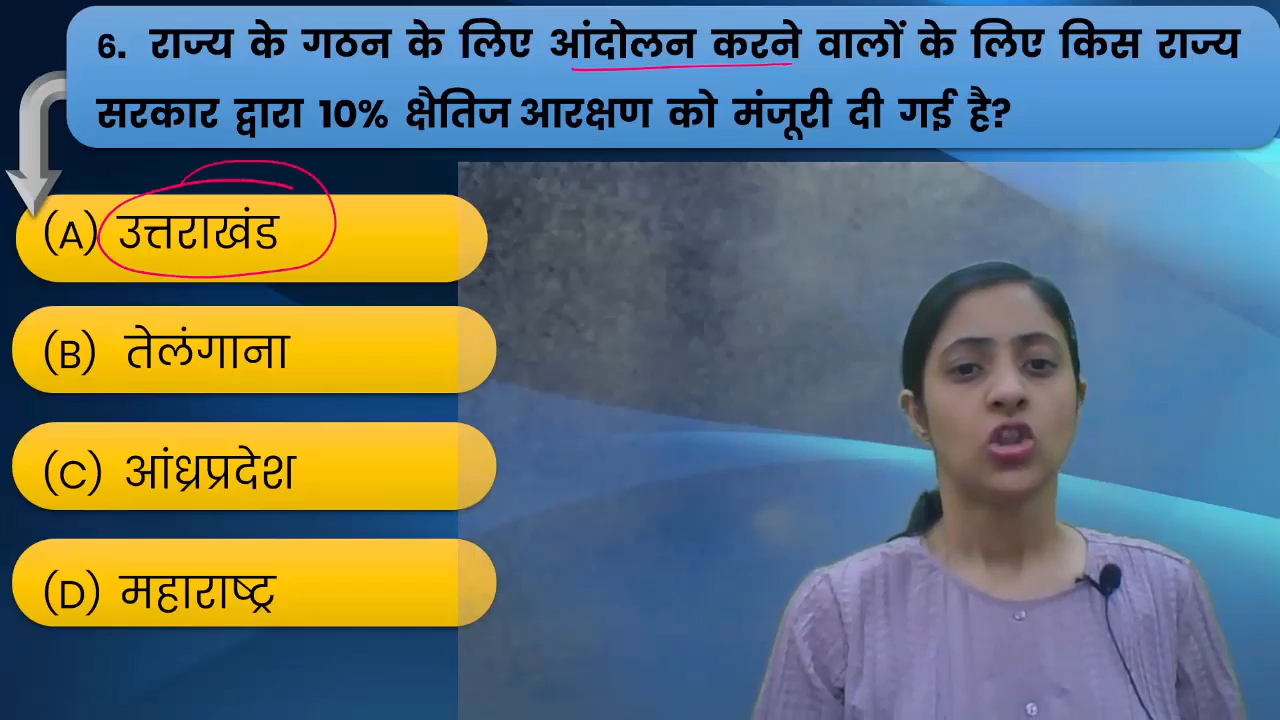 6. राज्य के गठन के लिए आंदोलन करने वालों के लिए किस राज्य
सरकार द्वारा 10% क्षैतिज आरक्षण को मंजूरी दी गई है?
(A) उत्तराखंड
(B) तेलंगाना
(C) आंध्रप्रदेश
(D) महाराष्ट्र